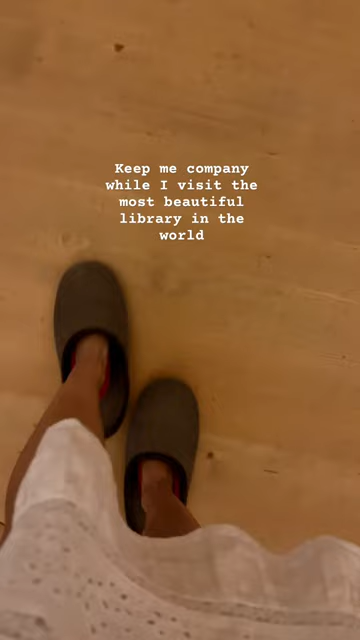 Keep me company
while I visit the
most beautiful
library in the
world